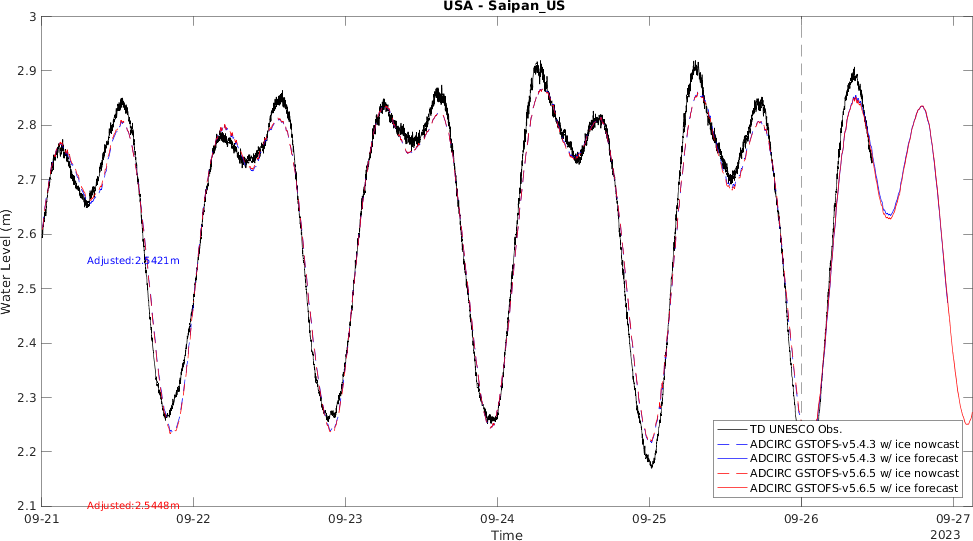 USA - Saipan_US
3
2.9
2.8
2.7
2.6
2.5
2.4
2.3
2.2
2.1
Water Level (m)
Adjusted:2.5421m
Adjusted:2.5448m
TD UNESCO Obs.
ADCIRC GSTOFS-v5.4.3 w/ ice nowcast
ADCIRC GSTOFS-v5.4.3 w/ ice forecast
ADCIRC GSTOFS-v5.6.5 w/ ice nowcast
ADCIRC GSTOFS-v5.6.5 w/ ice forecast
09-21 09-22 09-23 09-24 09-25 09-26 09-27
Time
2023